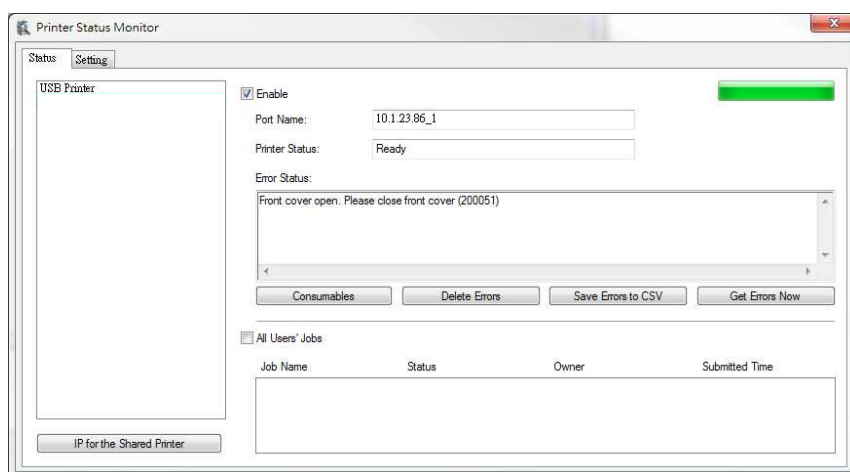 Printer Status Monitor
Status Setting
USB Printer
Enable
Port Name: 10.1.23.86_1
Printer Status: Ready
Error Status:
Front cover open. Please close front cover (200051)
Consumables Delete Errors Save Errors to CSV Get Errors Now
All Users' Jobs
Job Name Status Owner Submitted Time
IP for the Shared Printer